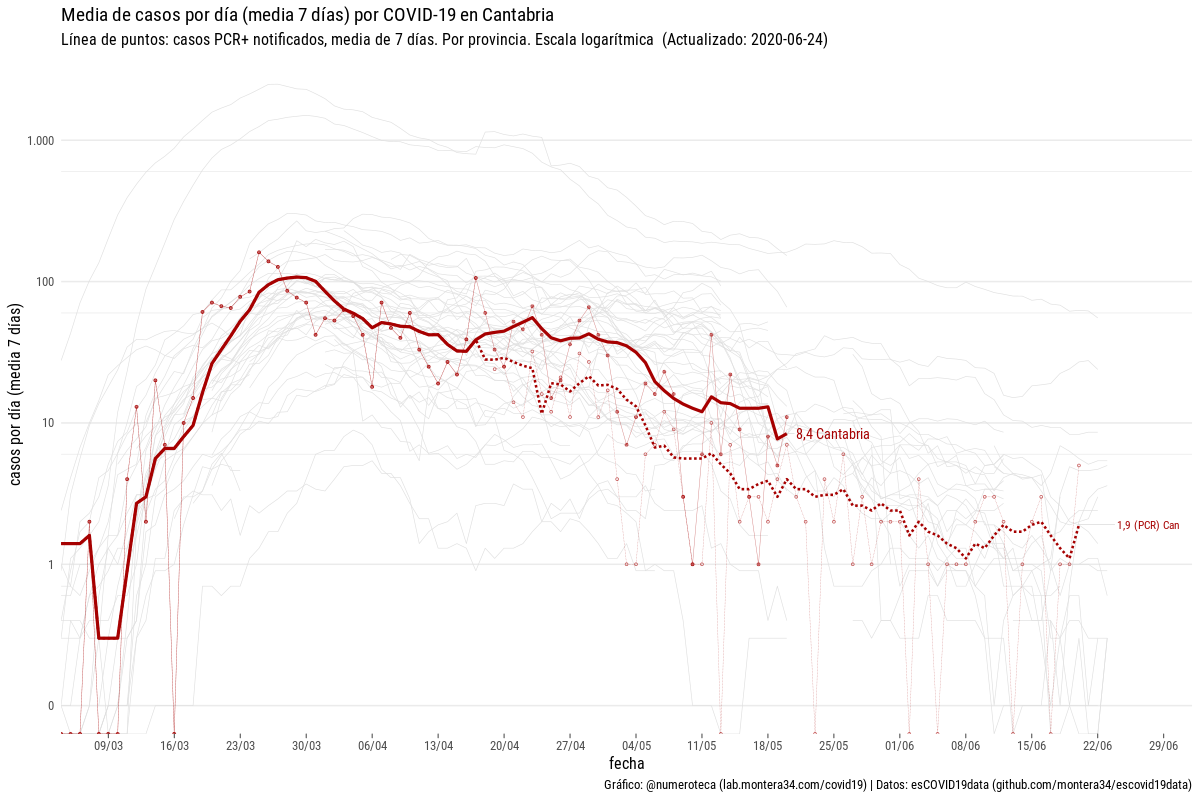 Media de casos por día (media 7 días) por COVID-19 en Cantabria
Línea de puntos: casos PCR+ notificados, media de 7 días. Por provincia. Escala logarítmica (Actualizado: 2020-06-24)
casos por día (media 7 días)
1.000
100
10
1
0
8,4 Cantabria
1,9 (PCR) Can
09/03 16/03 23/03 30/03 06/04 13/04 20/04 27/04 04/05 11/05 18/05 25/05 01/06 08/06 15/06 22/06 29/06
fecha
Gráfico: @numeroteca (lab.montera34.com/covid19) | Datos: esCOVID19data (github.com/montera34/escovid19data)